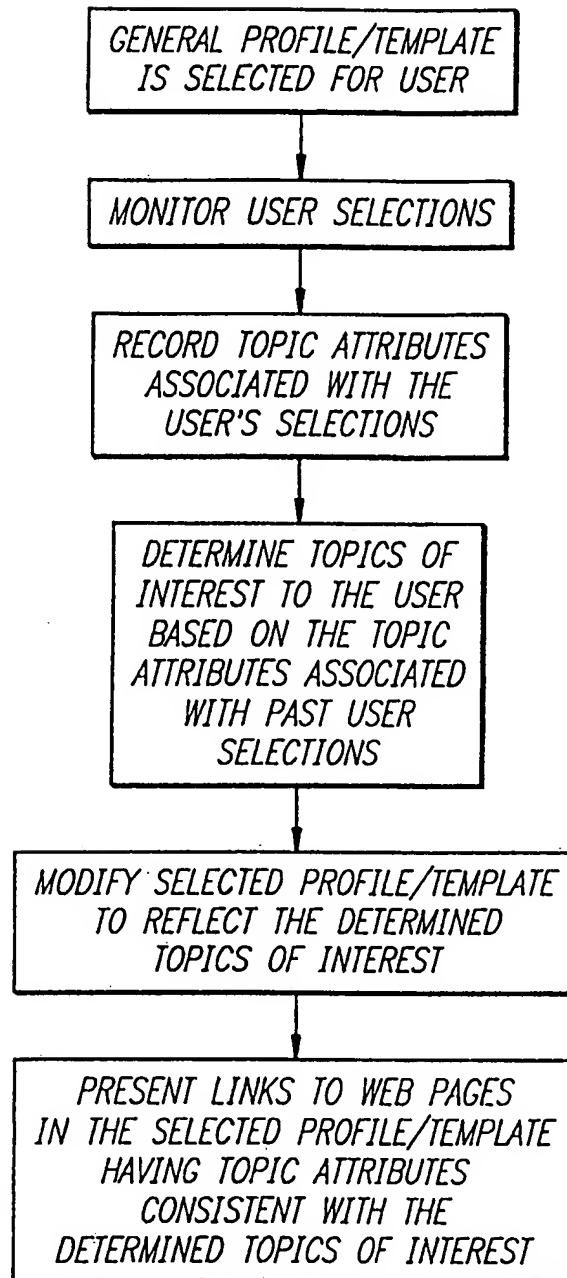 GENERAL PROFILE/TEMPLATE
IS SELECTED FOR USER
MONITOR USER SELECTIONS
RECORD TOPIC ATTRIBUTES
ASSOCIATED WITH THE
USER'S SELECTIONS
DETERMINE TOPICS OF
INTEREST TO THE USER
BASED ON THE TOPIC
ATTRIBUTES ASSOCIATED
WITH PAST USER
SELECTIONS
MODIFY SELECTED PROFILE/TEMPLATE
TO REFLECT THE DETERMINED
TOPICS OF INTEREST
PRESENT LINKS TO WEB PAGES
IN THE SELECTED PROFILE/TEMPLATE
HAVING TOPIC ATTRIBUTES
CONSISTENT WITH THE
DETERMINED TOPICS OF INTEREST